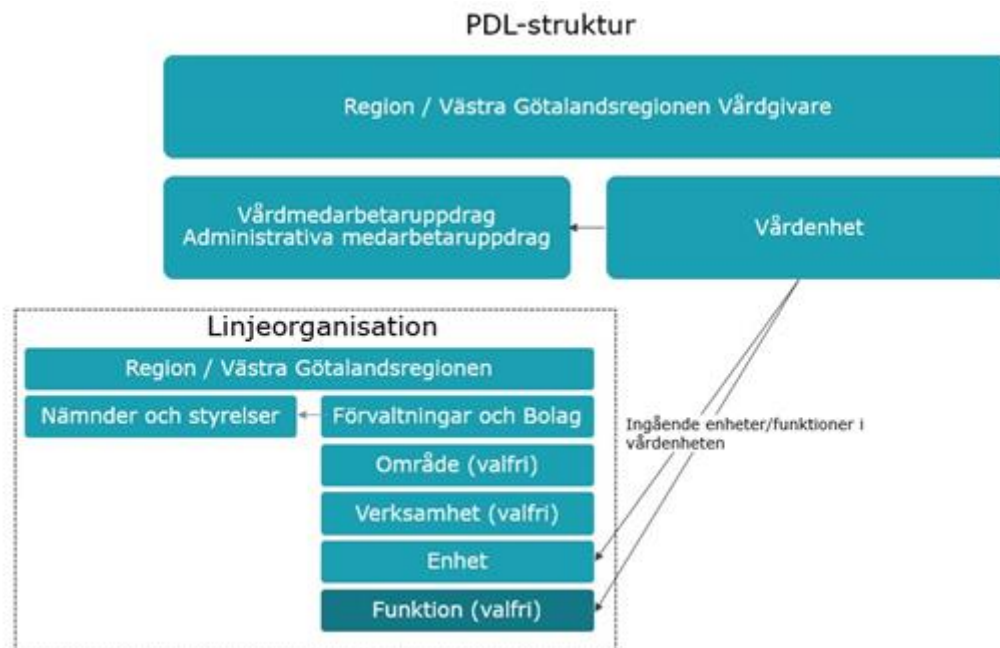 PDL-struktur
Region / Västra Götalandsregionen Vårdgivare
Vårdmedarbetaruppdrag
Administrativa medarbetaruppdrag
Vårdenhet
Linjeorganisation
Region / Västra Götalandsregionen
Nämnder och styrelser
Förvaltningar och Bolag
Område (valfri)
Verksamhet (valfri)
Enhet
Funktion (valfri)
Ingående enheter/funktioner i
vårdenheten